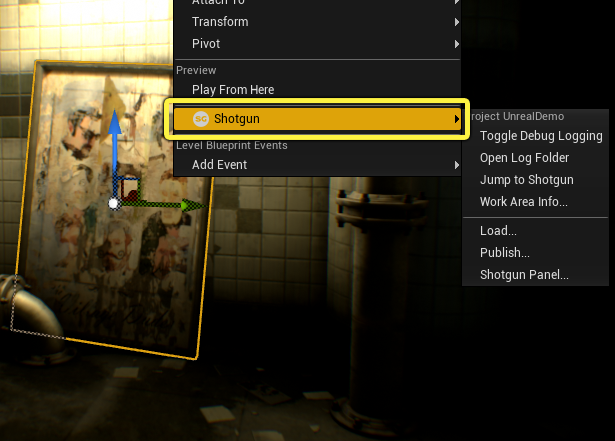 Attach To
Transform
Pivot
Preview
Play From Here
SG Shotgun
Level Blueprint Events
Add Event
roject UnrealDemo
Toggle Debug Logging
Open Log Folder
Jump to Shotgun
Work Area Info...
Load...
Publish...
Shotgun Panel...